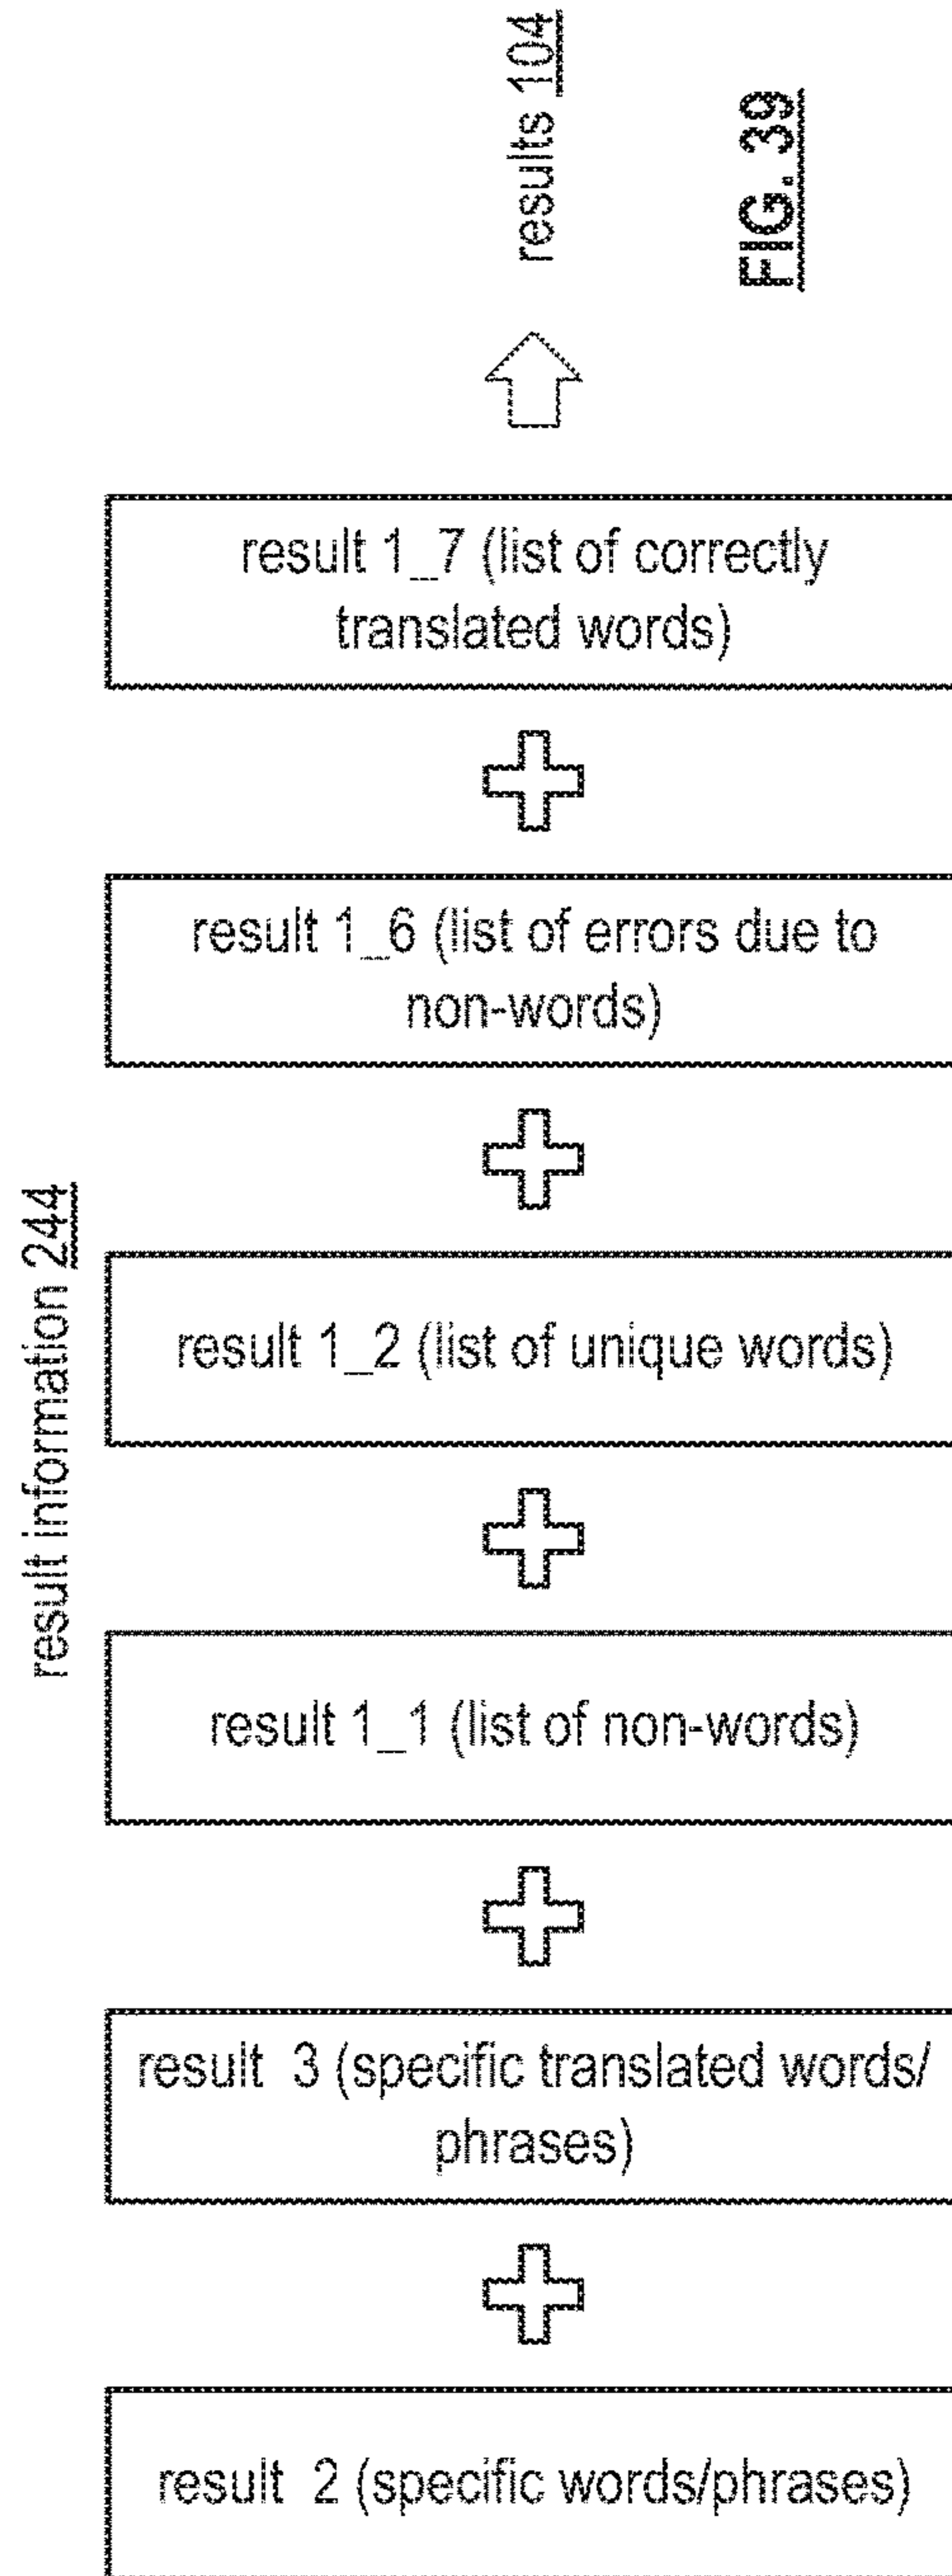 results 104
FIG. 39
result 1_7 (list of correctly
translated words)
result 1_6 (list of errors due to
non-words)
result information 244
result 1_2 (list of unique words)
result 1_1 (list of non-words)
result 3 (specific translated words/
phrases)
result 2 (specific words/phrases)